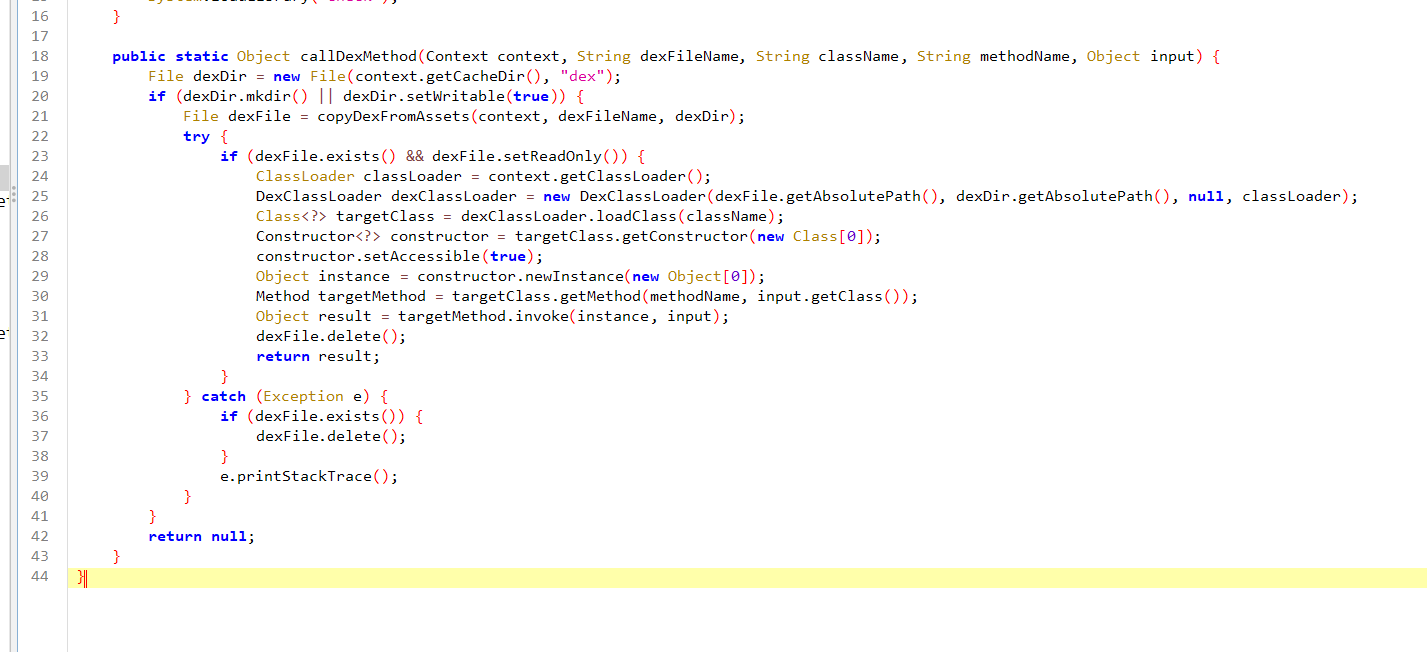 16 }
17
18 public static Object callDexMethod(Context context, String dexFileName, String className, String methodName, Object input) {
19 File dexDir = new File(context.getCacheDir(), "dex");
20 if (dexDir.mkdir() || dexDir.setWritable(true)) {
21 File dexFile = copyDexFromAssets(context, dexFileName, dexDir);
22 try {
23 if (dexFile.exists() && dexFile.setReadOnly()) {
24 ClassLoader classLoader = context.getClassLoader();
25 DexClassLoader dexClassLoader = new DexClassLoader(dexFile.getAbsolutePath(), dexDir.getAbsolutePath(), null, classLoader);
26 Class<?> targetClass = dexClassLoader.loadClass(className);
27 Constructor<?> constructor = targetClass.getConstructor(new Class[0]);
28 constructor.setAccessible(true);
29 Object instance = constructor.newInstance(new Object[0]);
30 Method targetMethod = targetClass.getMethod(methodName, input.getClass());
31 Object result = targetMethod.invoke(instance, input);
32 dexFile.delete();
33 return result;
34 }
35 } catch (Exception e) {
36 if (dexFile.exists()) {
37 dexFile.delete();
38 }
39 e.printStackTrace();
40 }
41 }
42 return null;
43 }
44 }